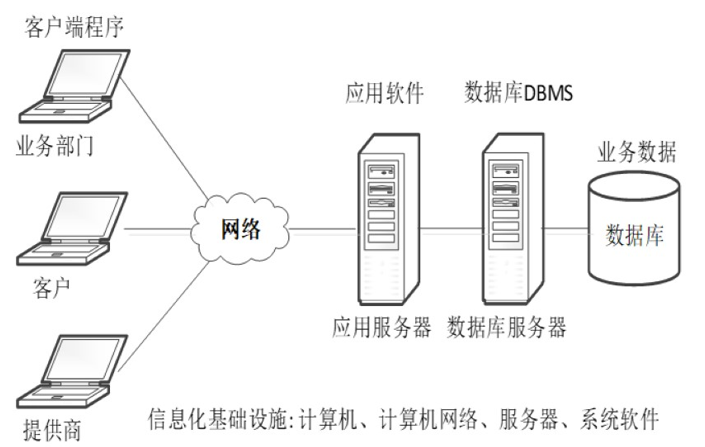 客户端程序
应用软件
数据库DBMS
业务部门
业务数据
网络
数据库
客户
应用服务器
数据库服务器
提供商
信息化基础设施:计算机、计算机网络、服务器、系统软件